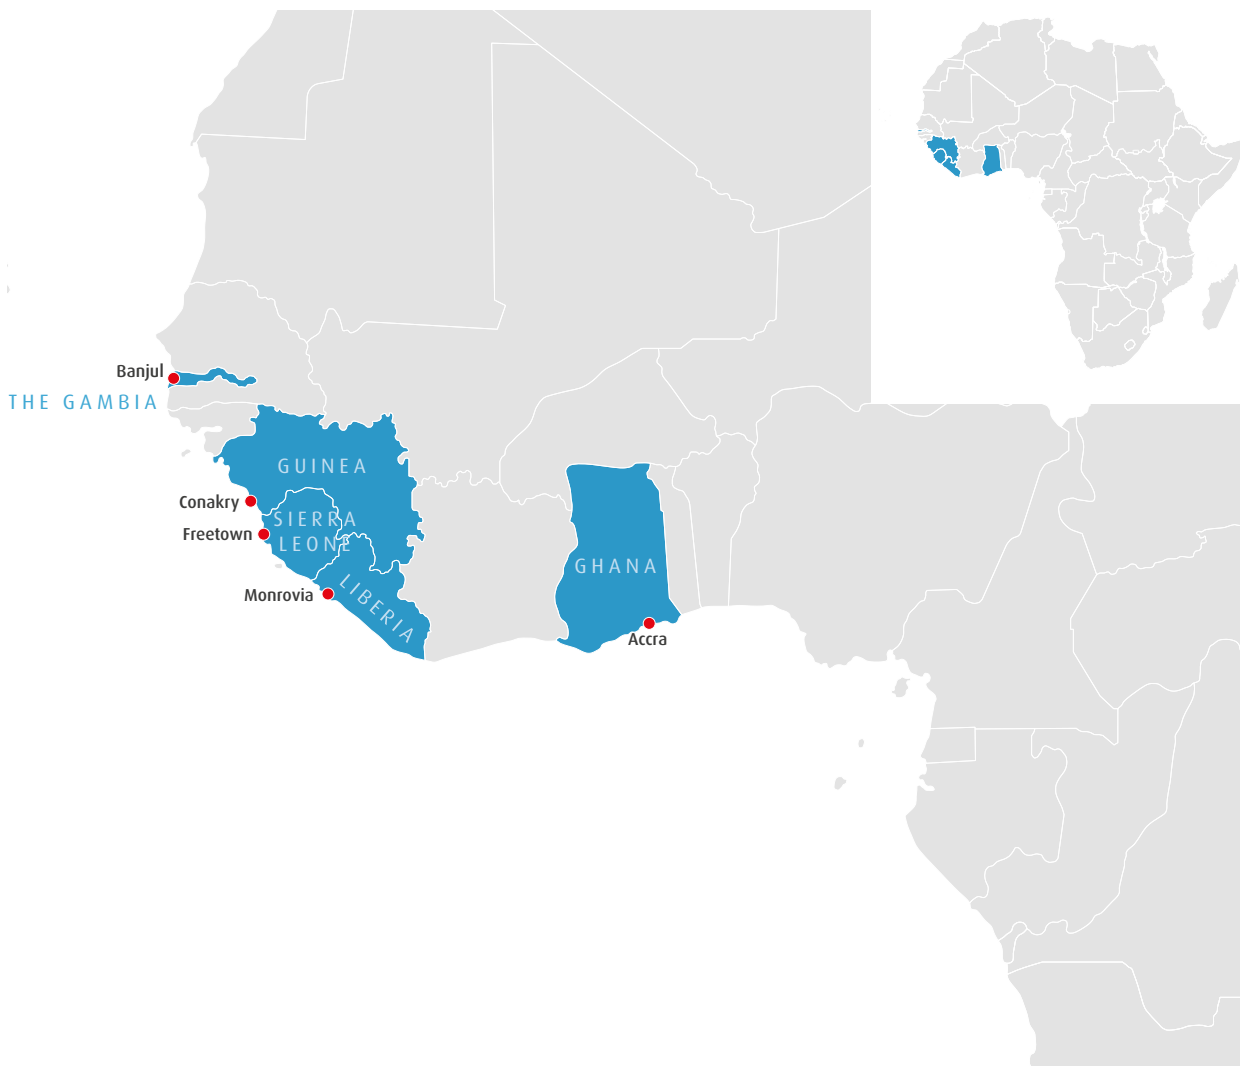 Banjul
THE GAMBIA
GUINEA
Conakry
SIERRA
LEONE
Freetown
GHANA
Monrovia
LIBERIA
Accra